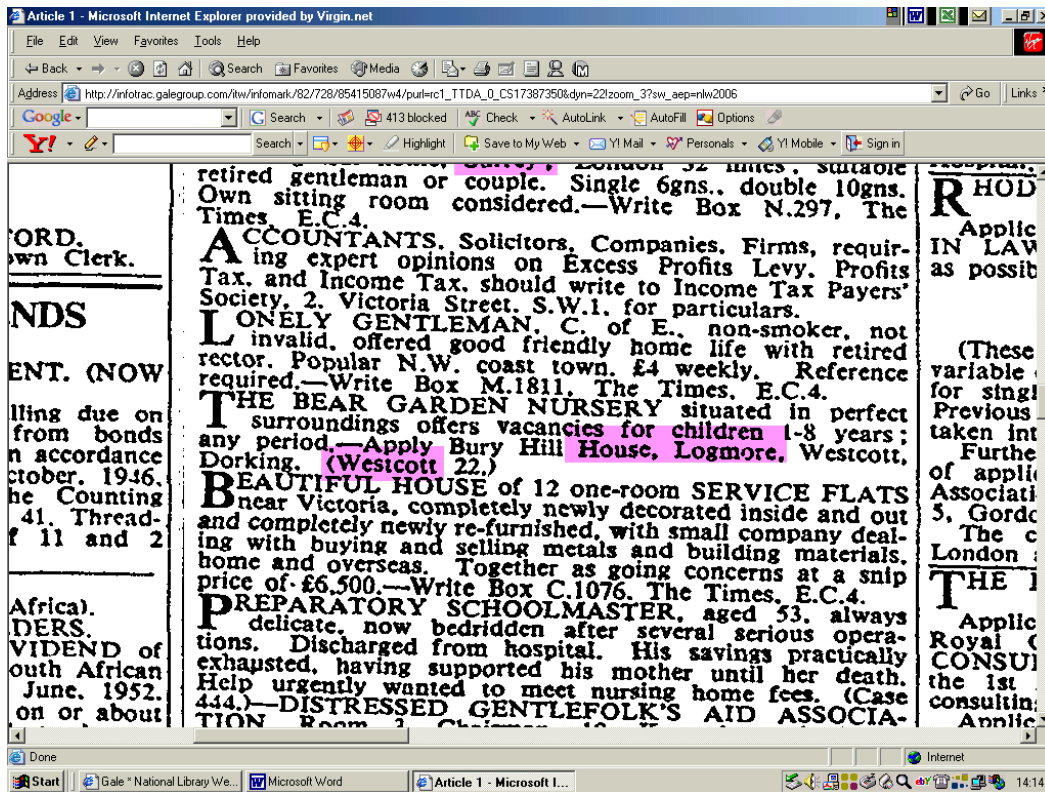 Article 1 - Microsoft Internet Explorer provided by Virgin.net
File Edit View Favorites Tools Help
Back Search Favorites Media
Address http://infotrac.galegroup.com/itw/infomark/82/728/85415087w4/purl=rc1_TTDA_0_CS17387350&dyn=22!zoom_3?sw_aep=nlw2006 Go Links
Google Search 413 blocked Check AutoLink AutoFill Options
Y! Search Highlight Save to My Web Y! Mail Personals Y! Mobile Sign in
retired gentleman or couple. Single 6gns., double 10gns.
Own sitting room considered.—Write Box N.297, The
Times, E.C.4.
ACCOUNTANTS, Solicitors, Companies, Firms, requir-
ing expert opinions on Excess Profits Levy, Profits
Tax, and Income Tax, should write to Income Tax Payers'
Society, 2, Victoria Street, S.W.1, for particulars.
LONELY GENTLEMAN, C. of E., non-smoker, not
invalid, offered good friendly home life with retired
rector. Popular N.W. coast town. £4 weekly. Reference
required.—Write Box M.1811, The Times, E.C.4.
THE BEAR GARDEN NURSERY situated in perfect
surroundings offers vacancies for children 1-8 years;
any period.—Apply Bury Hill House, Logmore, Westcott,
Dorking. (Westcott 22.)
BEAUTIFUL HOUSE of 12 one-room SERVICE FLATS
near Victoria, completely newly decorated inside and out
and completely newly re-furnished, with small company deal-
ing with buying and selling metals and building materials,
home and overseas. Together as going concerns at a snip
price of £6,500.—Write Box C.1076, The Times, E.C.4.
PREPARATORY SCHOOLMASTER, aged 53, always
delicate, now bedridden after several serious opera-
tions. Discharged from hospital. His savings practically
exhausted, having supported his mother until her death.
Help urgently wanted to meet nursing home fees. (Case
444.)—DISTRESSED GENTLEFOLK'S AID ASSOCIA-
ORD.
own Clerk.
NDS
ENT. (NOW
lling due on
from bonds
n accordance
ctober, 1946.
he Counting
41, Thread-
f 11 and 2
Africa).
DERS.
VIDEND of
outh African
June, 1952.
on or about
RHOD
Applic
IN LAW
as possib
(These
variable
for singl
Previous
taken int
Furthe
of applic
Associati
5, Gordo
The c
London
THE
Applic
Royal
CONSUL
the 1st
consulting
Applic
Done Internet
Start Gale * National Library We... Microsoft Word Article 1 - Microsoft I... 14:14